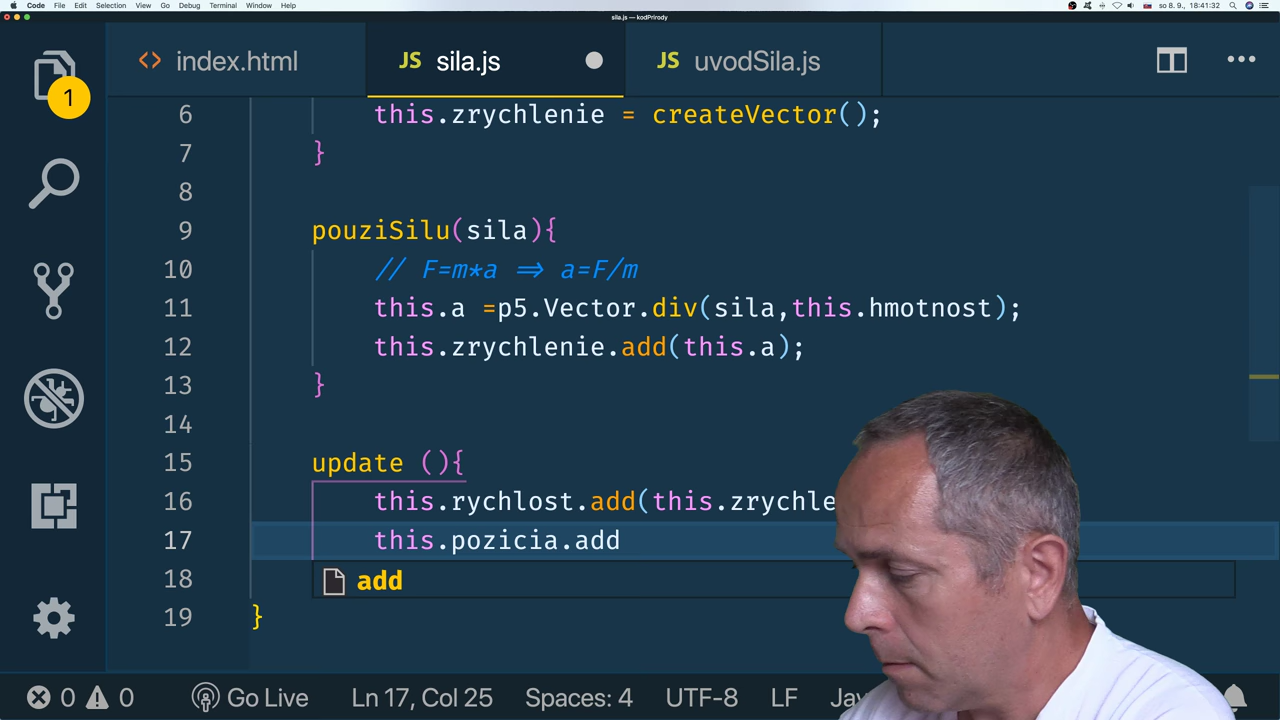 Code File Edit Selection View Go Debug Terminal Window Help so 8. 9., 18:41:32
sila.js — kodPrirody
<> index.html JS sila.js JS uvodSila.js
1
6 this.zrychlenie = createVector();
7 }
8
9 pouziSilu(sila){
10 // F=m*a => a=F/m
11 this.a =p5.Vector.div(sila,this.hmotnost);
12 this.zrychlenie.add(this.a);
13 }
14
15 update (){
16 this.rychlost.add(this.zrychle
17 this.pozicia.add
18 add
19 }
0 0 Go Live Ln 17, Col 25 Spaces: 4 UTF-8 LF Jav